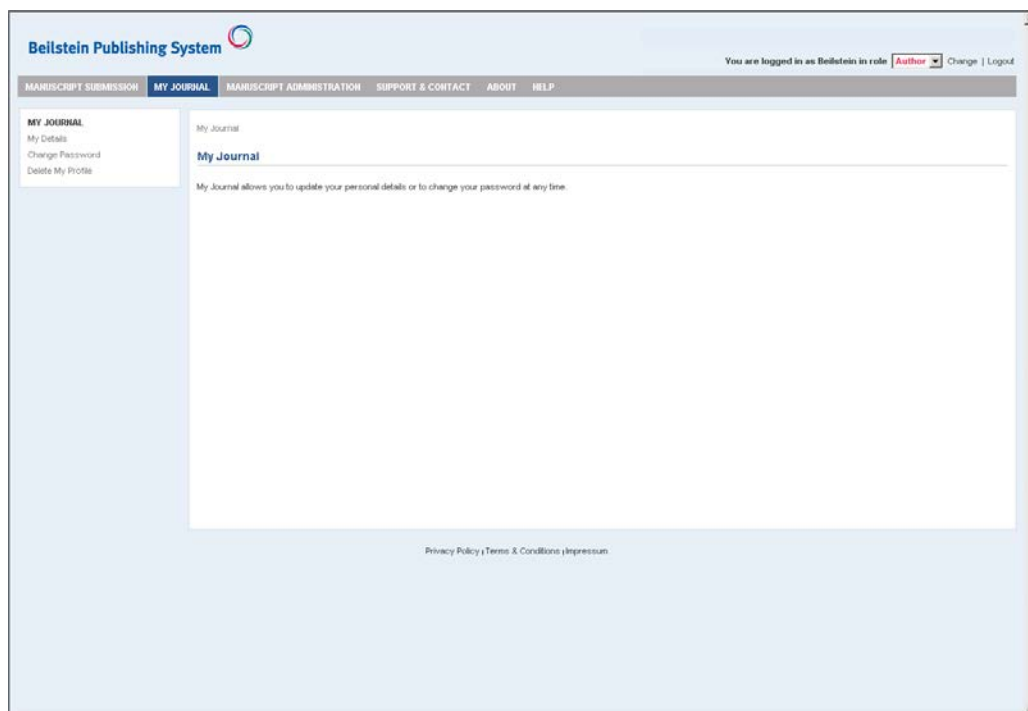 Beilstein Publishing System
You are logged in as Beilstein in role Author Change | Logout
MANUSCRIPT SUBMISSION MY JOURNAL MANUSCRIPT ADMINISTRATION SUPPORT & CONTACT ABOUT HELP
MY JOURNAL
My Details
Change Password
Delete My Profile
My Journal
My Journal
My Journal allows you to update your personal details or to change your password at any time.
Privacy Policy | Terms & Conditions | Impressum